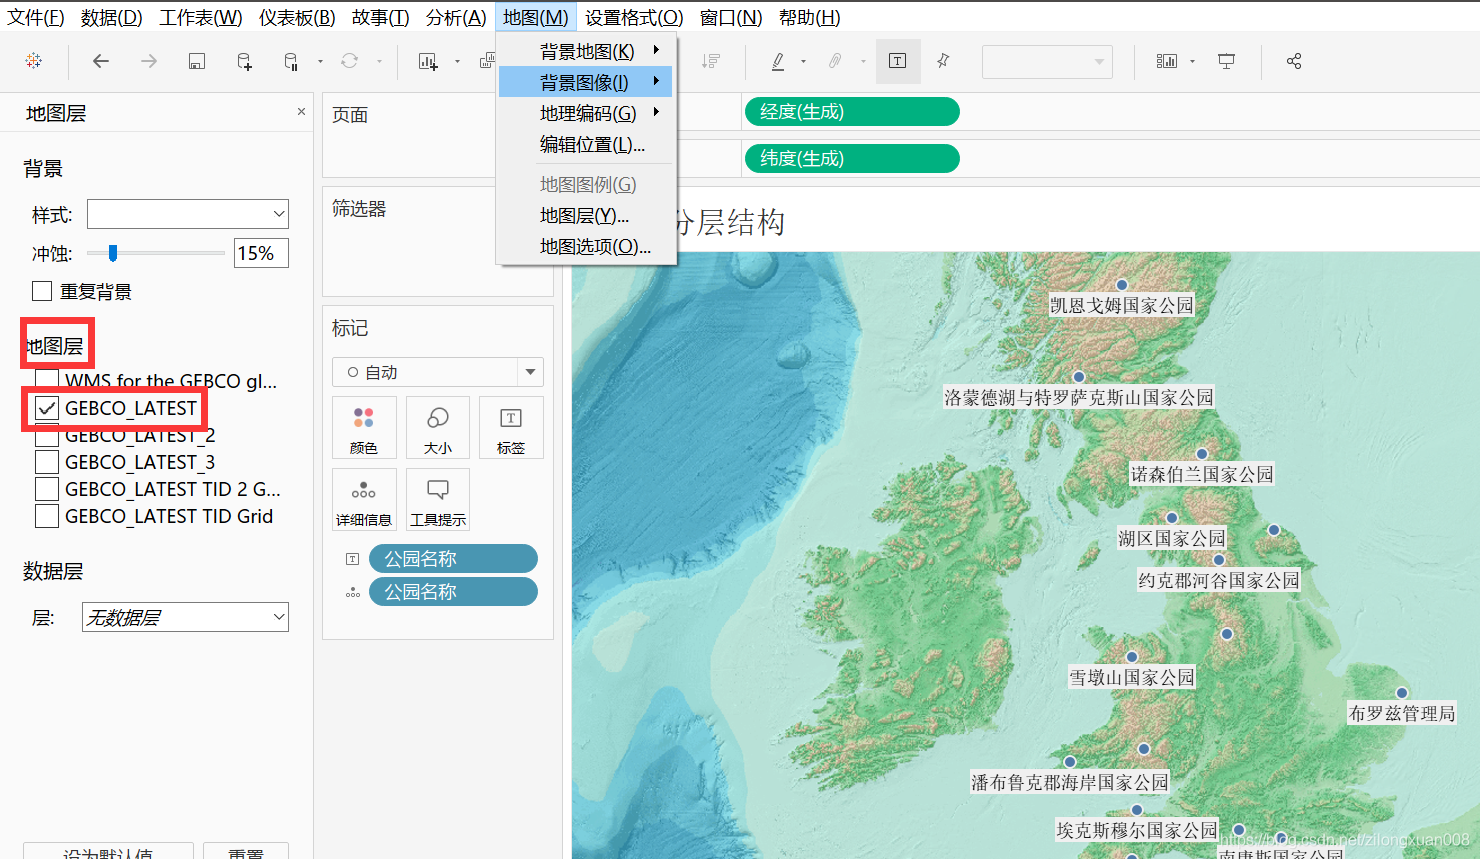 文件(F) 数据(D) 工作表(W) 仪表板(B) 故事(T) 分析(A) 地图(M) 设置格式(O) 窗口(N) 帮助(H)
背景地图(K)
背景图像(I)
地理编码(G)
编辑位置(L)...
地图图例(G)
地图层(Y)...
地图选项(O)...
地图层
背景
样式:
冲蚀: 15%
重复背景
地图层
WMS for the GEBCO gl...
GEBCO_LATEST
GEBCO_LATEST_2
GEBCO_LATEST_3
GEBCO_LATEST TID 2 G...
GEBCO_LATEST TID Grid
数据层
层: 无数据层
设为默认值 重置
页面
筛选器
标记
自动
颜色 大小 标签
详细信息 工具提示
公园名称
公园名称
经度(生成)
纬度(生成)
分层结构
凯恩戈姆国家公园
洛蒙德湖与特罗萨克斯山国家公园
诺森伯兰国家公园
湖区国家公园
约克郡河谷国家公园
雪墩山国家公园
布罗兹管理局
潘布鲁克郡海岸国家公园
埃克斯穆尔国家公园
南唐斯国家公园
https://blog.csdn.net/zilongxuan008